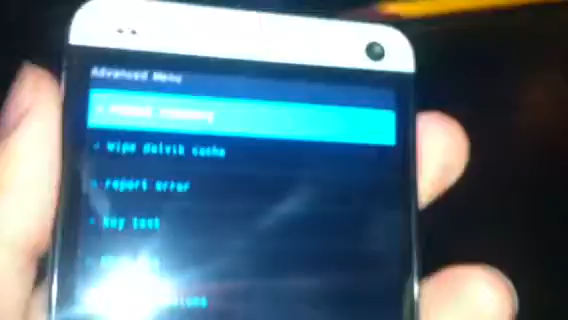 Advanced Menu
- reboot recovery
- wipe dalvik cache
- report error
- key test